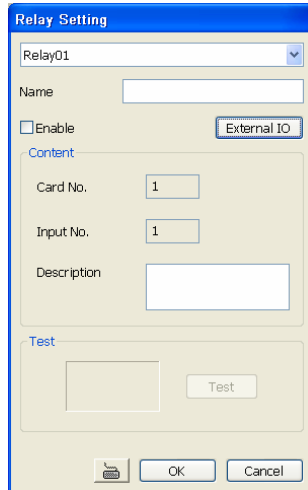 Relay Setting
Relay01
Name
Enable External IO
Content
Card No. 1
Input No. 1
Description
Test
Test
OK Cancel